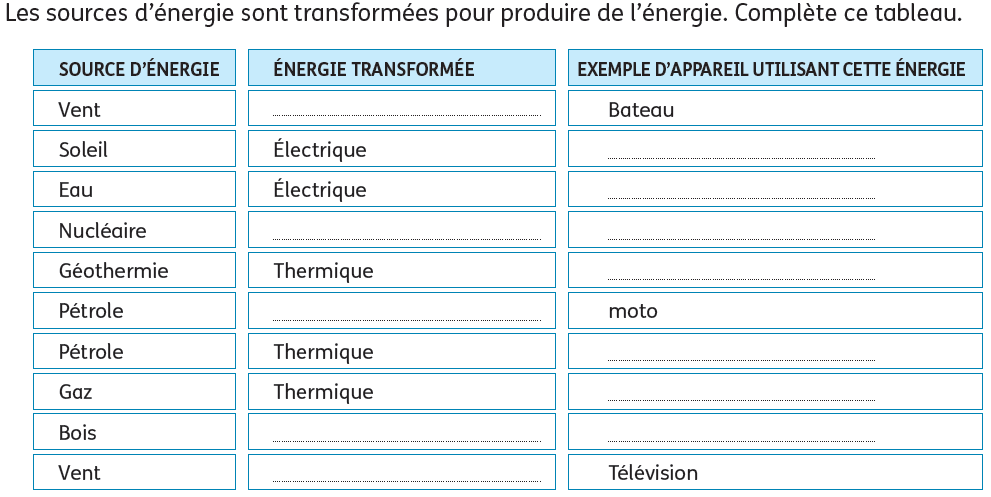 Les sources d’énergie sont transformées pour produire de l’énergie. Complète ce tableau.
SOURCE D’ÉNERGIE ÉNERGIE TRANSFORMÉE EXEMPLE D’APPAREIL UTILISANT CETTE ÉNERGIE
Vent Bateau
Soleil Électrique
Eau Électrique
Nucléaire
Géothermie Thermique
Pétrole moto
Pétrole Thermique
Gaz Thermique
Bois
Vent Télévision